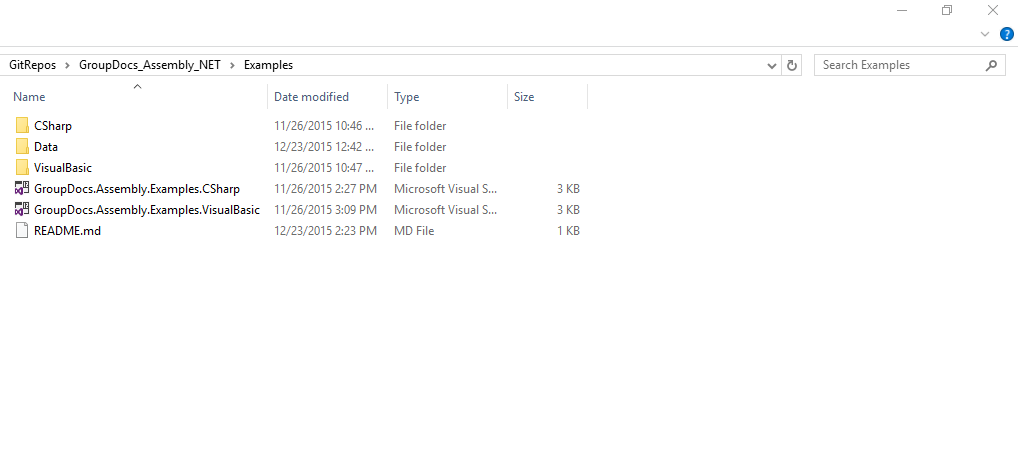 ?
GitRepos > GroupDocs_Assembly_NET > Examples
Search Examples
Name Date modified Type Size
CSharp 11/26/2015 10:46 ... File folder
Data 12/23/2015 12:42 ... File folder
VisualBasic 11/26/2015 10:47 ... File folder
GroupDocs.Assembly.Examples.CSharp 11/26/2015 2:27 PM Microsoft Visual S... 3 KB
GroupDocs.Assembly.Examples.VisualBasic 11/26/2015 3:09 PM Microsoft Visual S... 3 KB
README.md 12/23/2015 2:23 PM MD File 1 KB